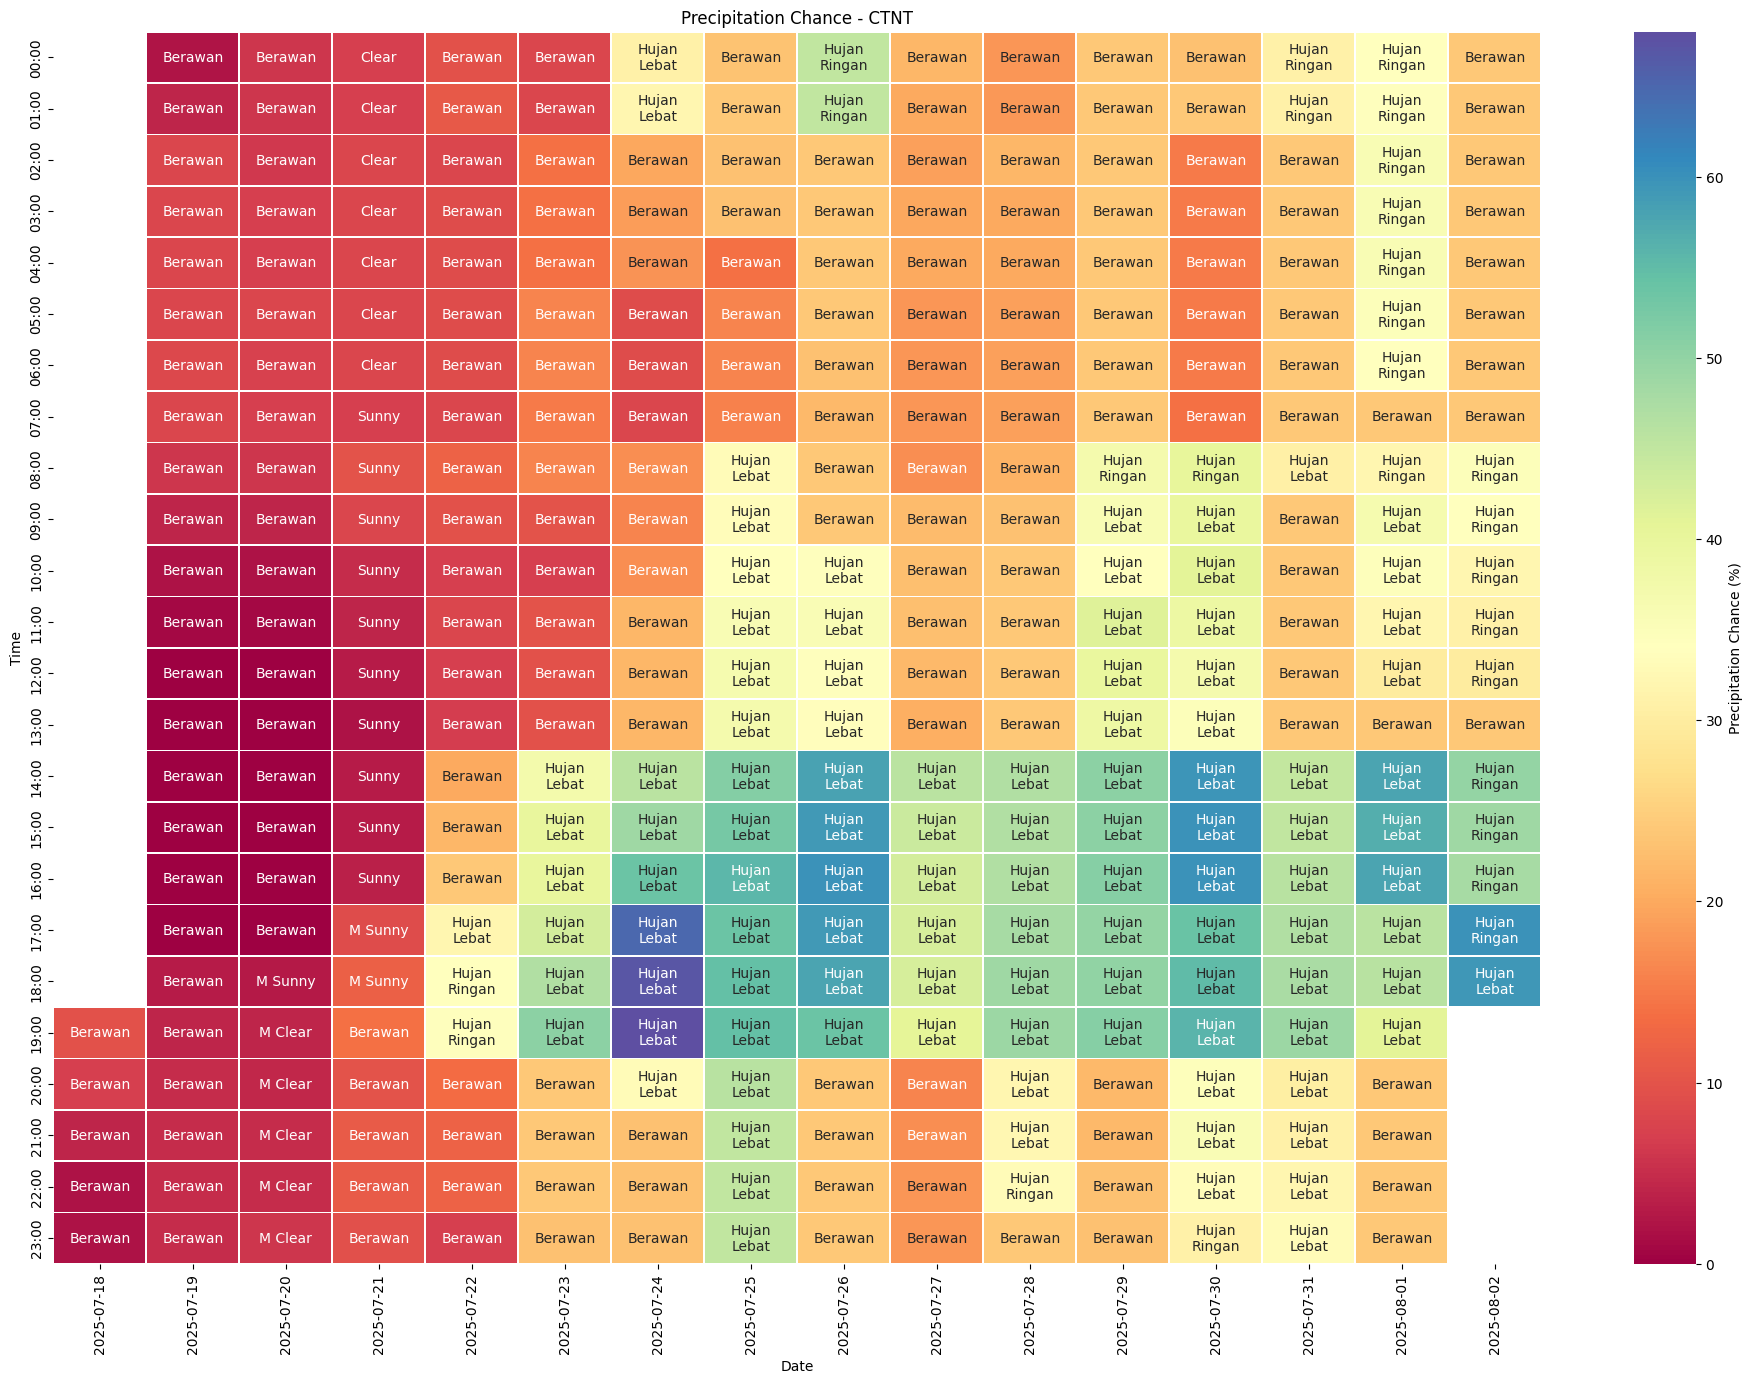 Precipitation Chance - CTNT
00:00 Berawan Berawan Clear Berawan Berawan Hujan Lebat Berawan Hujan Ringan Berawan Berawan Berawan Berawan Hujan Ringan Hujan Ringan Berawan
01:00 Berawan Berawan Clear Berawan Berawan Hujan Lebat Berawan Hujan Ringan Berawan Berawan Berawan Berawan Hujan Ringan Hujan Ringan Berawan
02:00 Berawan Berawan Clear Berawan Berawan Berawan Berawan Berawan Berawan Berawan Berawan Berawan Berawan Hujan Ringan Berawan
03:00 Berawan Berawan Clear Berawan Berawan Berawan Berawan Berawan Berawan Berawan Berawan Berawan Berawan Hujan Ringan Berawan
04:00 Berawan Berawan Clear Berawan Berawan Berawan Berawan Berawan Berawan Berawan Berawan Berawan Berawan Hujan Ringan Berawan
05:00 Berawan Berawan Clear Berawan Berawan Berawan Berawan Berawan Berawan Berawan Berawan Berawan Berawan Hujan Ringan Berawan
06:00 Berawan Berawan Clear Berawan Berawan Berawan Berawan Berawan Berawan Berawan Berawan Berawan Berawan Hujan Ringan Berawan
07:00 Berawan Berawan Sunny Berawan Berawan Berawan Berawan Berawan Berawan Berawan Berawan Berawan Berawan Berawan Berawan
08:00 Berawan Berawan Sunny Berawan Berawan Berawan Hujan Lebat Berawan Berawan Berawan Hujan Ringan Hujan Ringan Hujan Lebat Hujan Ringan Hujan Ringan
09:00 Berawan Berawan Sunny Berawan Berawan Berawan Hujan Lebat Berawan Berawan Berawan Hujan Lebat Hujan Lebat Berawan Hujan Lebat Hujan Ringan
10:00 Berawan Berawan Sunny Berawan Berawan Berawan Hujan Lebat Hujan Lebat Berawan Berawan Hujan Lebat Hujan Lebat Berawan Hujan Lebat Hujan Ringan
11:00 Berawan Berawan Sunny Berawan Berawan Berawan Hujan Lebat Hujan Lebat Berawan Berawan Hujan Lebat Hujan Lebat Berawan Hujan Lebat Hujan Ringan
12:00 Berawan Berawan Sunny Berawan Berawan Berawan Hujan Lebat Hujan Lebat Berawan Berawan Hujan Lebat Hujan Lebat Berawan Hujan Lebat Hujan Ringan
13:00 Berawan Berawan Sunny Berawan Berawan Berawan Hujan Lebat Hujan Lebat Berawan Berawan Hujan Lebat Hujan Lebat Berawan Berawan Berawan
14:00 Berawan Berawan Sunny Berawan Hujan Lebat Hujan Lebat Hujan Lebat Hujan Lebat Hujan Lebat Hujan Lebat Hujan Lebat Hujan Lebat Hujan Lebat Hujan Lebat Hujan Ringan
15:00 Berawan Berawan Sunny Berawan Hujan Lebat Hujan Lebat Hujan Lebat Hujan Lebat Hujan Lebat Hujan Lebat Hujan Lebat Hujan Lebat Hujan Lebat Hujan Lebat Hujan Ringan
16:00 Berawan Berawan Sunny Berawan Hujan Lebat Hujan Lebat Hujan Lebat Hujan Lebat Hujan Lebat Hujan Lebat Hujan Lebat Hujan Lebat Hujan Lebat Hujan Lebat Hujan Ringan
17:00 Berawan Berawan M Sunny Hujan Lebat Hujan Lebat Hujan Lebat Hujan Lebat Hujan Lebat Hujan Lebat Hujan Lebat Hujan Lebat Hujan Lebat Hujan Lebat Hujan Lebat Hujan Ringan
18:00 Berawan M Sunny M Sunny Hujan Ringan Hujan Lebat Hujan Lebat Hujan Lebat Hujan Lebat Hujan Lebat Hujan Lebat Hujan Lebat Hujan Lebat Hujan Lebat Hujan Lebat Hujan Lebat
19:00 Berawan Berawan M Clear Berawan Hujan Ringan Hujan Lebat Hujan Lebat Hujan Lebat Hujan Lebat Hujan Lebat Hujan Lebat Hujan Lebat Hujan Lebat Hujan Lebat Hujan Lebat
20:00 Berawan Berawan M Clear Berawan Berawan Berawan Hujan Lebat Hujan Lebat Berawan Berawan Hujan Lebat Berawan Hujan Lebat Hujan Lebat Berawan
21:00 Berawan Berawan M Clear Berawan Berawan Berawan Berawan Hujan Lebat Berawan Berawan Hujan Lebat Berawan Hujan Lebat Hujan Lebat Berawan
22:00 Berawan Berawan M Clear Berawan Berawan Berawan Berawan Hujan Lebat Berawan Berawan Hujan Ringan Berawan Hujan Lebat Hujan Lebat Berawan
23:00 Berawan Berawan M Clear Berawan Berawan Berawan Berawan Hujan Lebat Berawan Berawan Berawan Berawan Hujan Ringan Hujan Lebat Berawan
Time
2025-07-18 2025-07-19 2025-07-20 2025-07-21 2025-07-22 2025-07-23 2025-07-24 2025-07-25 2025-07-26 2025-07-27 2025-07-28 2025-07-29 2025-07-30 2025-07-31 2025-08-01 2025-08-02
Date
60
50
40
30
20
10
0
Precipitation Chance (%)